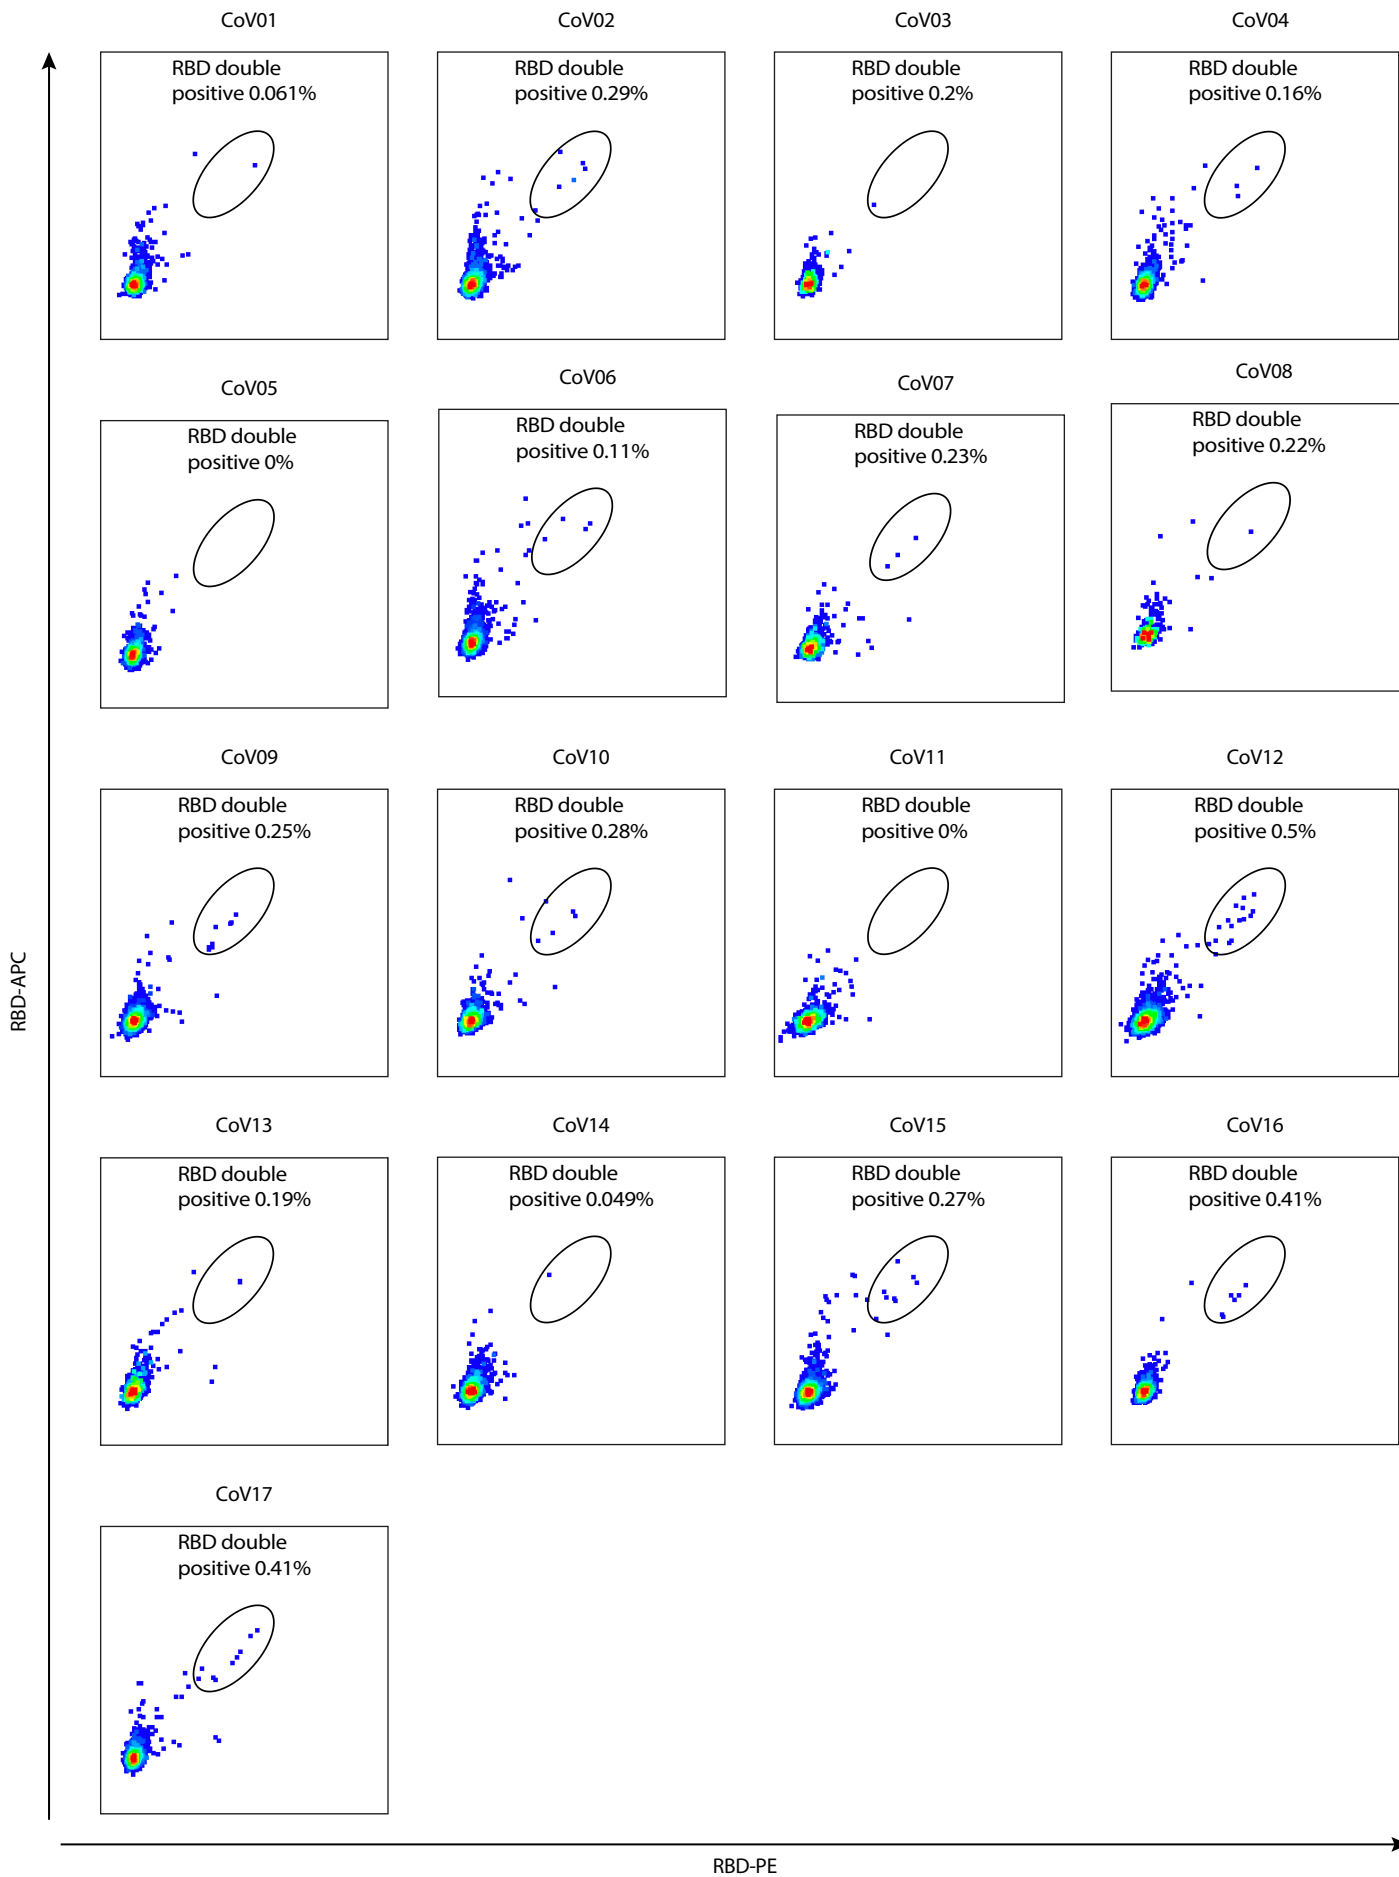 CoV01
RBD double
positive 0.061%
CoV02
RBD double
positive 0.29%
CoV03
RBD double
positive 0.2%
CoV04
RBD double
positive 0.16%
CoV05
RBD double
positive 0%
CoV06
RBD double
positive 0.11%
CoV07
RBD double
positive 0.23%
CoV08
RBD double
positive 0.22%
CoV09
RBD double
positive 0.25%
CoV10
RBD double
positive 0.28%
CoV11
RBD double
positive 0%
CoV12
RBD double
positive 0.5%
CoV13
RBD double
positive 0.19%
CoV14
RBD double
positive 0.049%
CoV15
RBD double
positive 0.27%
CoV16
RBD double
positive 0.41%
CoV17
RBD double
positive 0.41%
RBD-APC
RBD-PE